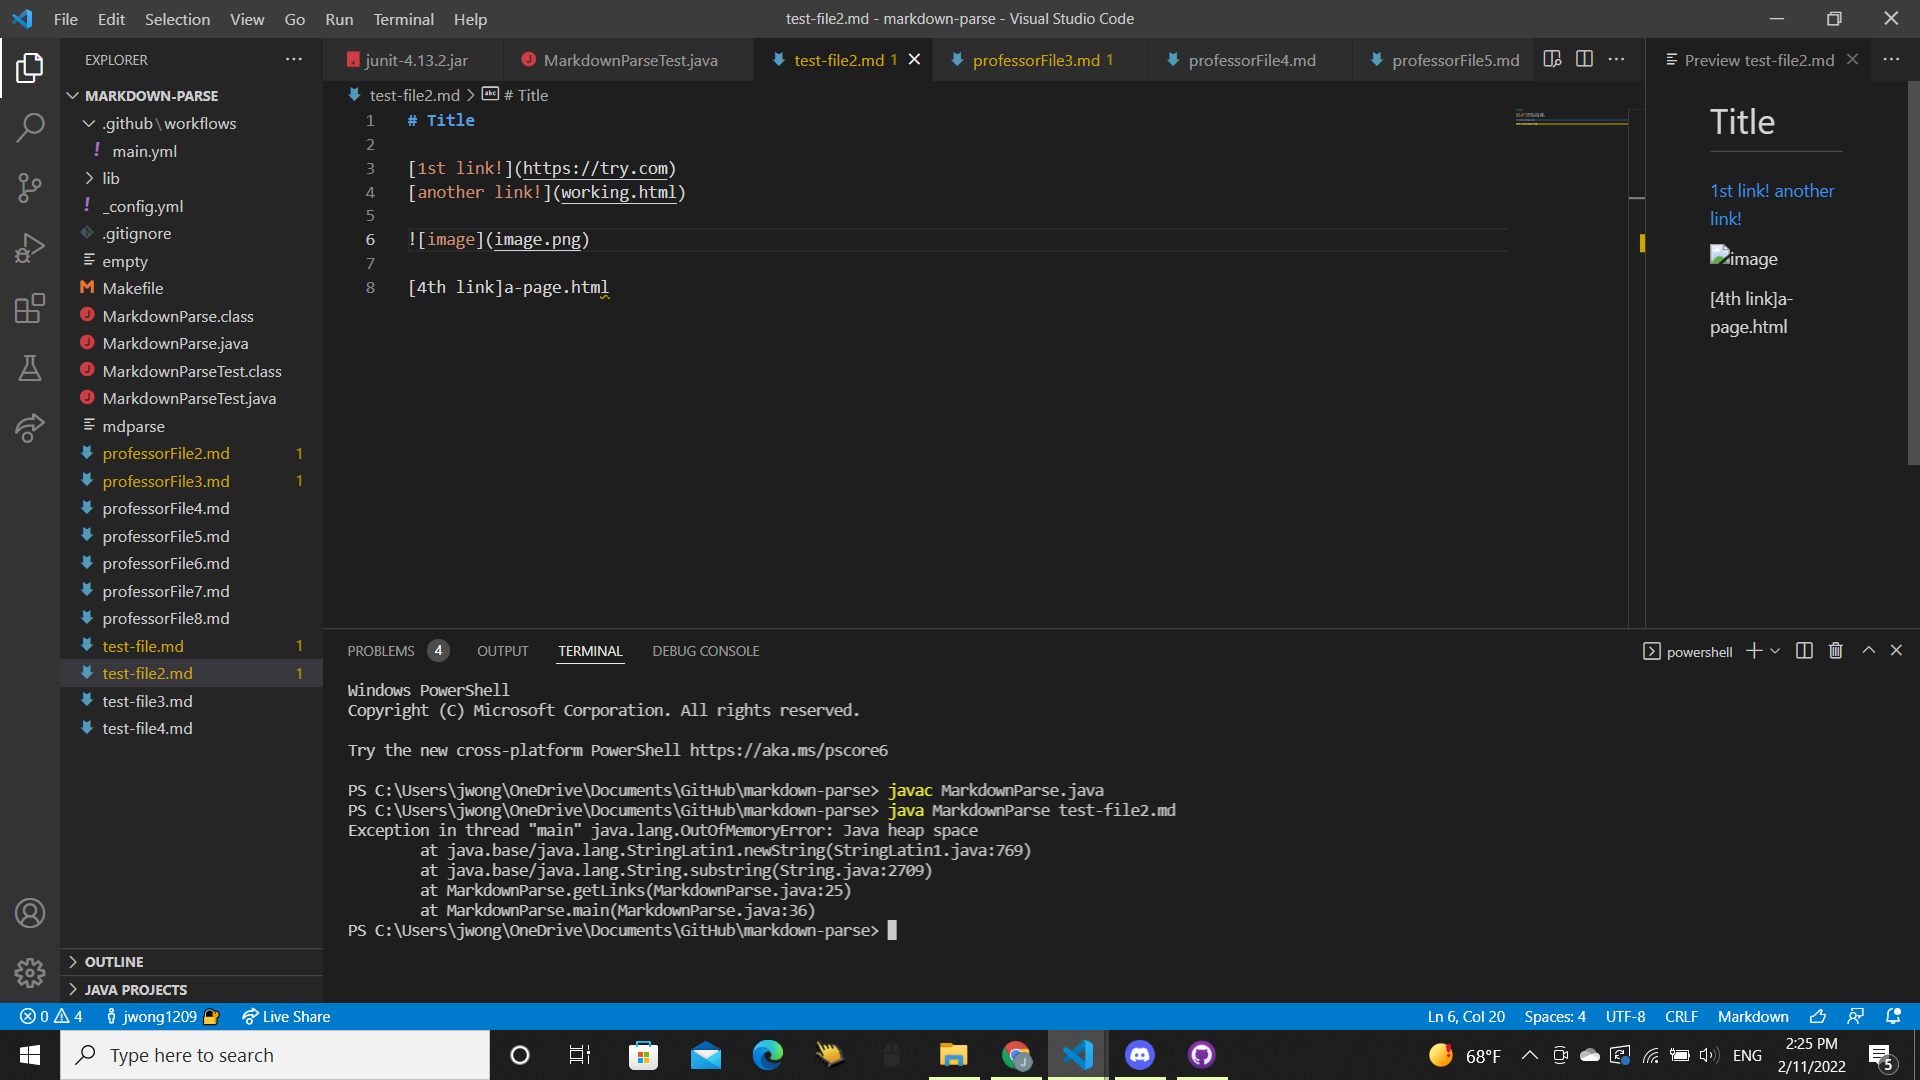 File Edit Selection View Go Run Terminal Help
test-file2.md - markdown-parse - Visual Studio Code
EXPLORER
MARKDOWN-PARSE
.github\workflows
main.yml
lib
_config.yml
.gitignore
empty
Makefile
MarkdownParse.class
MarkdownParse.java
MarkdownParseTest.class
MarkdownParseTest.java
mdparse
professorFile2.md 1
professorFile3.md 1
professorFile4.md
professorFile5.md
professorFile6.md
professorFile7.md
professorFile8.md
test-file.md 1
test-file2.md 1
test-file3.md
test-file4.md
OUTLINE
JAVA PROJECTS
junit-4.13.2.jar MarkdownParseTest.java test-file2.md 1 professorFile3.md 1 professorFile4.md professorFile5.md
test-file2.md > # Title
1 # Title
2
3 [1st link!](https://try.com)
4 [another link!](working.html)
5
6 ![image](image.png)
7
8 [4th link]a-page.html
Preview test-file2.md
Title
1st link! another
link!
image
[4th link]a-
page.html
PROBLEMS 4 OUTPUT TERMINAL DEBUG CONSOLE
powershell
Windows PowerShell
Copyright (C) Microsoft Corporation. All rights reserved.
Try the new cross-platform PowerShell https://aka.ms/pscore6
PS C:\Users\jwong\OneDrive\Documents\GitHub\markdown-parse> javac MarkdownParse.java
PS C:\Users\jwong\OneDrive\Documents\GitHub\markdown-parse> java MarkdownParse test-file2.md
Exception in thread "main" java.lang.OutOfMemoryError: Java heap space
at java.base/java.lang.StringLatin1.newString(StringLatin1.java:769)
at java.base/java.lang.String.substring(String.java:2709)
at MarkdownParse.getLinks(MarkdownParse.java:25)
at MarkdownParse.main(MarkdownParse.java:36)
PS C:\Users\jwong\OneDrive\Documents\GitHub\markdown-parse>
0 4 jwong1209 Live Share
Ln 6, Col 20 Spaces: 4 UTF-8 CRLF Markdown
Type here to search
68°F ENG
2:25 PM
2/11/2022
5